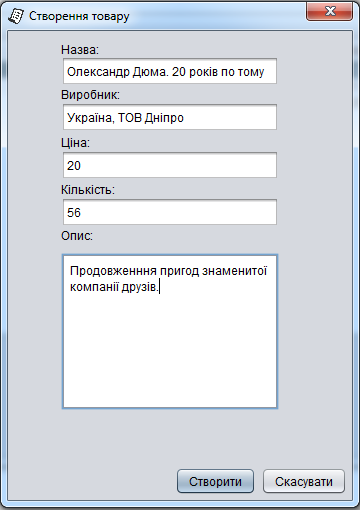 Створення товару
Назва:
Олександр Дюма. 20 років по тому
Виробник:
Україна, ТОВ Дніпро
Ціна:
20
Кількість:
56
Опис:
Продовженння пригод знаменитої
компанії друзів.
Створити
Скасувати